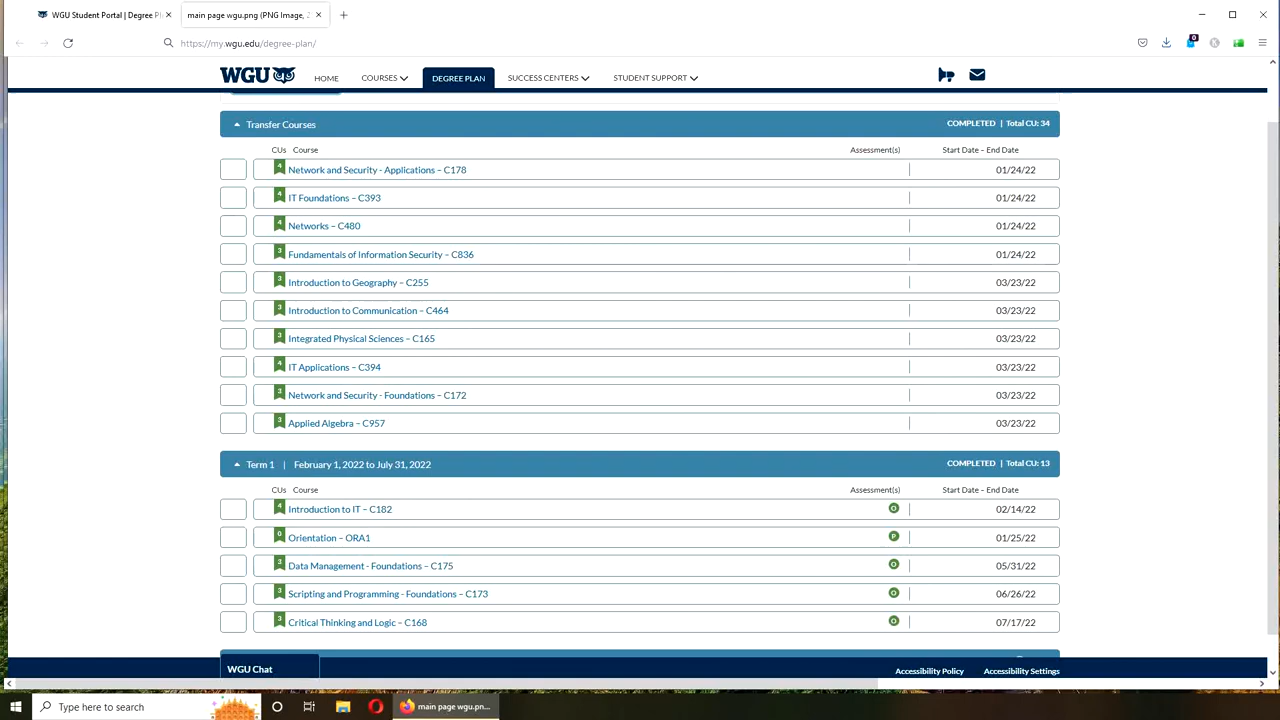 WGU Student Portal | Degree Pl
main page wgu.png (PNG Image,
https://my.wgu.edu/degree-plan/
0
WGU HOME COURSES DEGREE PLAN SUCCESS CENTERS STUDENT SUPPORT
Transfer Courses COMPLETED | Total CU: 34
CUs Course Assessment(s) Start Date – End Date
4 Network and Security - Applications – C178 01/24/22
4 IT Foundations – C393 01/24/22
4 Networks – C480 01/24/22
3 Fundamentals of Information Security – C836 01/24/22
3 Introduction to Geography – C255 03/23/22
3 Introduction to Communication – C464 03/23/22
3 Integrated Physical Sciences – C165 03/23/22
4 IT Applications – C394 03/23/22
3 Network and Security - Foundations – C172 03/23/22
3 Applied Algebra – C957 03/23/22
Term 1 | February 1, 2022 to July 31, 2022 COMPLETED | Total CU: 13
CUs Course Assessment(s) Start Date – End Date
4 Introduction to IT – C182 O 02/14/22
0 Orientation – ORA1 P 01/25/22
3 Data Management - Foundations – C175 O 05/31/22
3 Scripting and Programming - Foundations – C173 O 06/26/22
3 Critical Thinking and Logic – C168 O 07/17/22
WGU Chat Accessibility Policy Accessibility Settings
Type here to search main page wgu.pn...